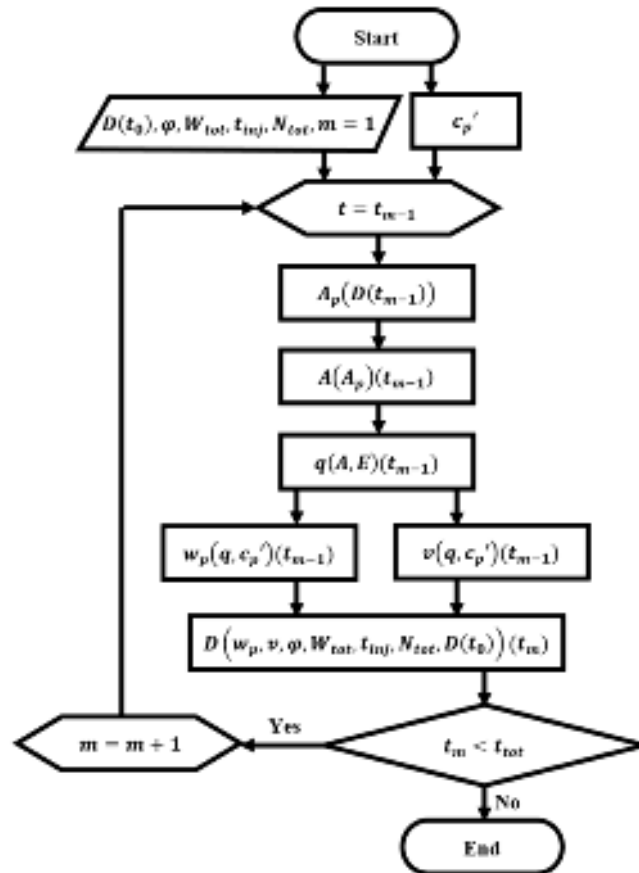 Start
D(t₀), φ, W_tot, t_inj, N_tot, m = 1
c_p′
t = t_{m−1}
A_p(D(t_{m−1}))
A(A_p)(t_{m−1})
q(A, E)(t_{m−1})
w_p(q, c_p′)(t_{m−1})
v(q, c_p′)(t_{m−1})
D(w_p, v, φ, W_tot, t_inj, N_tot, D(t₀))(t_m)
Yes
m = m + 1
t_m < t_tot
No
End